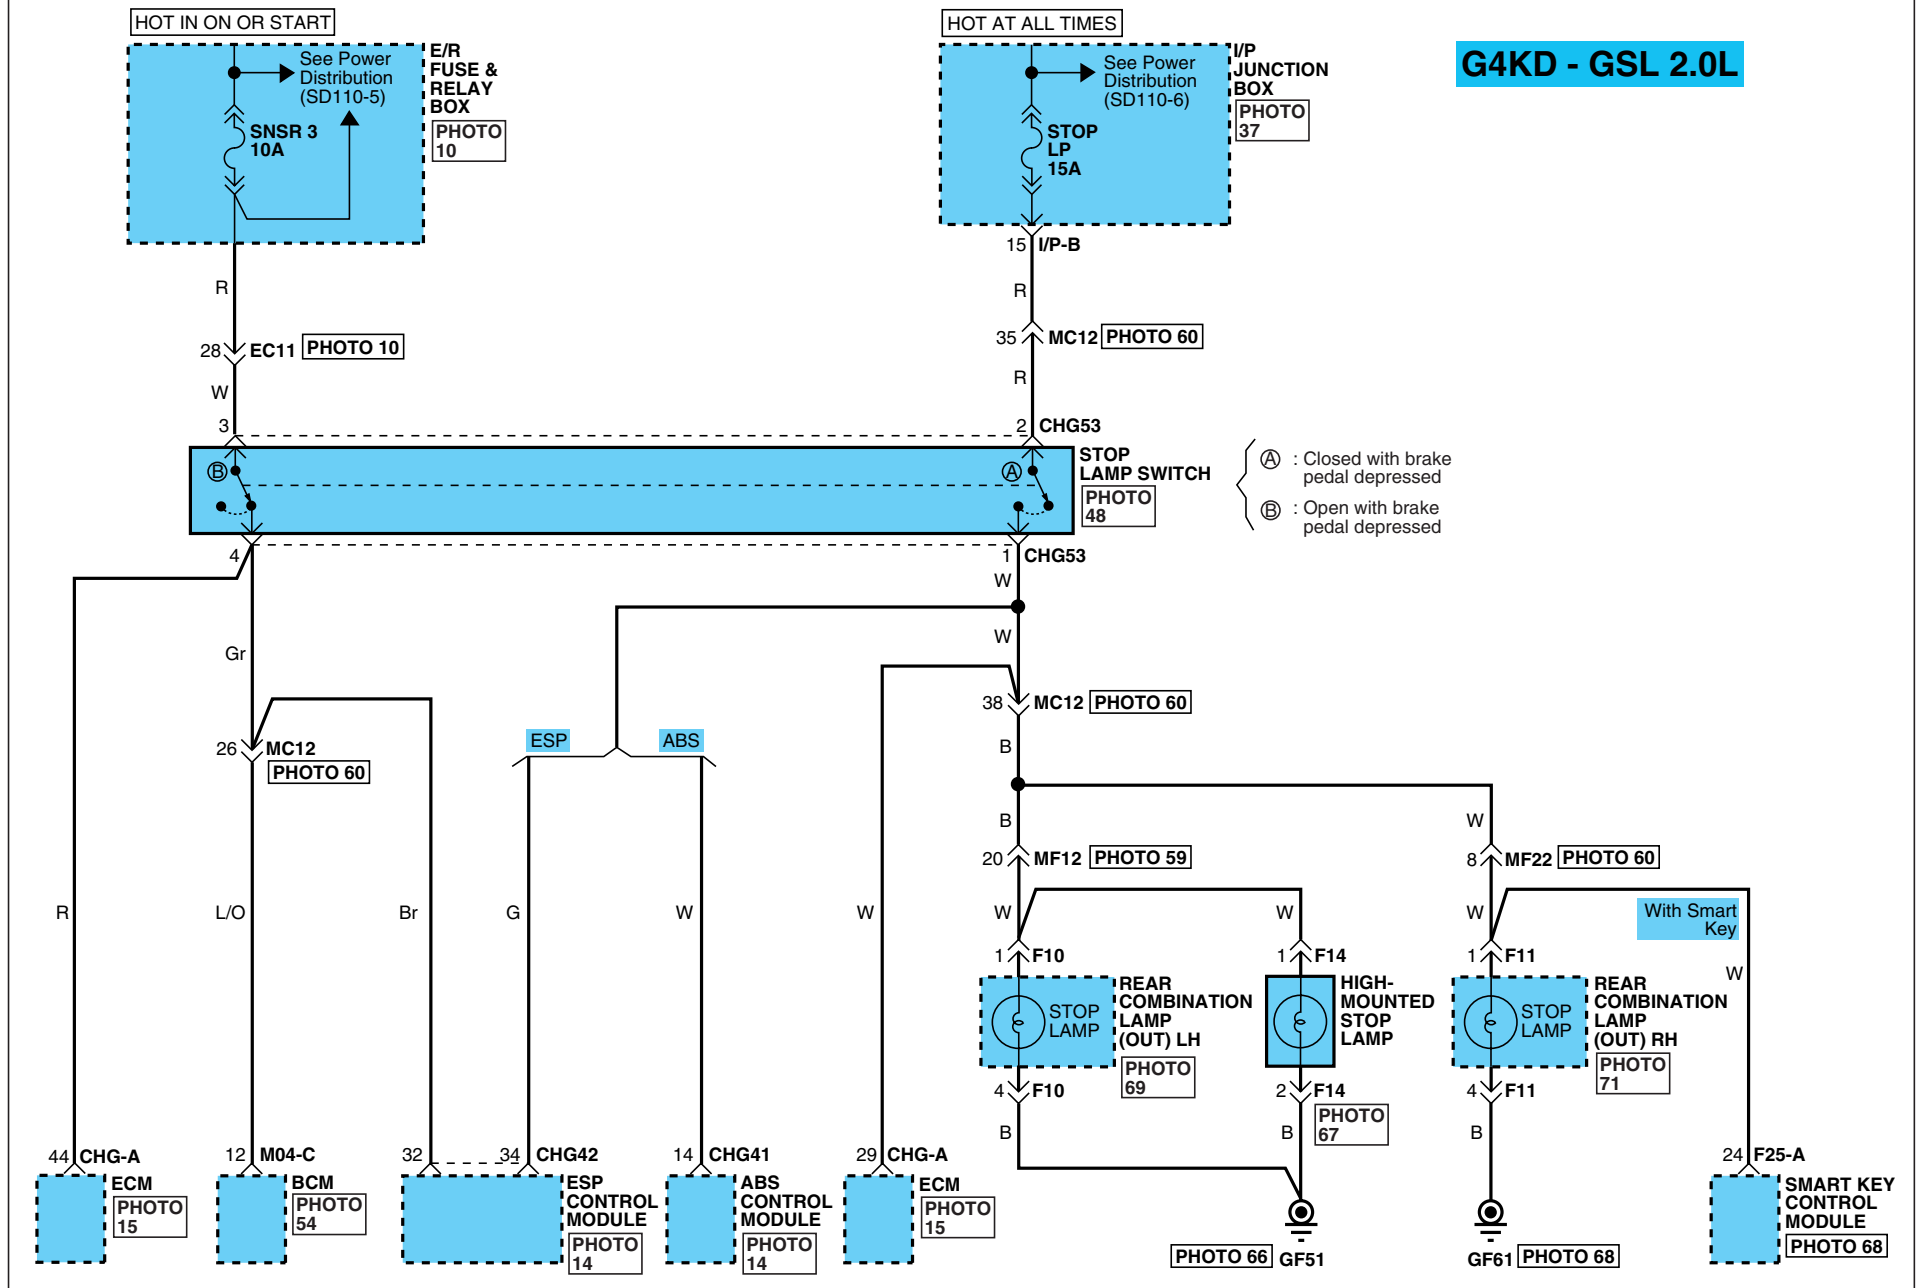 HOT IN ON OR START
HOT AT ALL TIMES
G4KD - GSL 2.0L
See Power
Distribution
(SD110-5)
SNSR 3
10A
E/R
FUSE &
RELAY
BOX
PHOTO
10
See Power
Distribution
(SD110-6)
STOP
LP
15A
I/P
JUNCTION
BOX
PHOTO
37
15 I/P-B
R
R
28 EC11 PHOTO 10
35 MC12 PHOTO 60
W
R
3
2 CHG53
B
A
STOP
LAMP SWITCH
PHOTO
48
A : Closed with brake
pedal depressed
B : Open with brake
pedal depressed
4
1 CHG53
W
W
Gr
38 MC12 PHOTO 60
26 MC12
PHOTO 60
ESP
ABS
B
B
W
20 MF12 PHOTO 59
8 MF22 PHOTO 60
R
L/O
Br
G
W
W
W
W
W
With Smart
Key
W
1 F10
1 F14
1 F11
STOP
LAMP
REAR
COMBINATION
LAMP
(OUT) LH
PHOTO
69
HIGH-
MOUNTED
STOP
LAMP
STOP
LAMP
REAR
COMBINATION
LAMP
(OUT) RH
PHOTO
71
4 F10
2 F14
PHOTO
67
4 F11
B
B
B
44 CHG-A
12 M04-C
32
34 CHG42
14 CHG41
29 CHG-A
24 F25-A
ECM
PHOTO
15
BCM
PHOTO
54
ESP
CONTROL
MODULE
PHOTO
14
ABS
CONTROL
MODULE
PHOTO
14
ECM
PHOTO
15
PHOTO 66 GF51
GF61 PHOTO 68
SMART KEY
CONTROL
MODULE
PHOTO 68